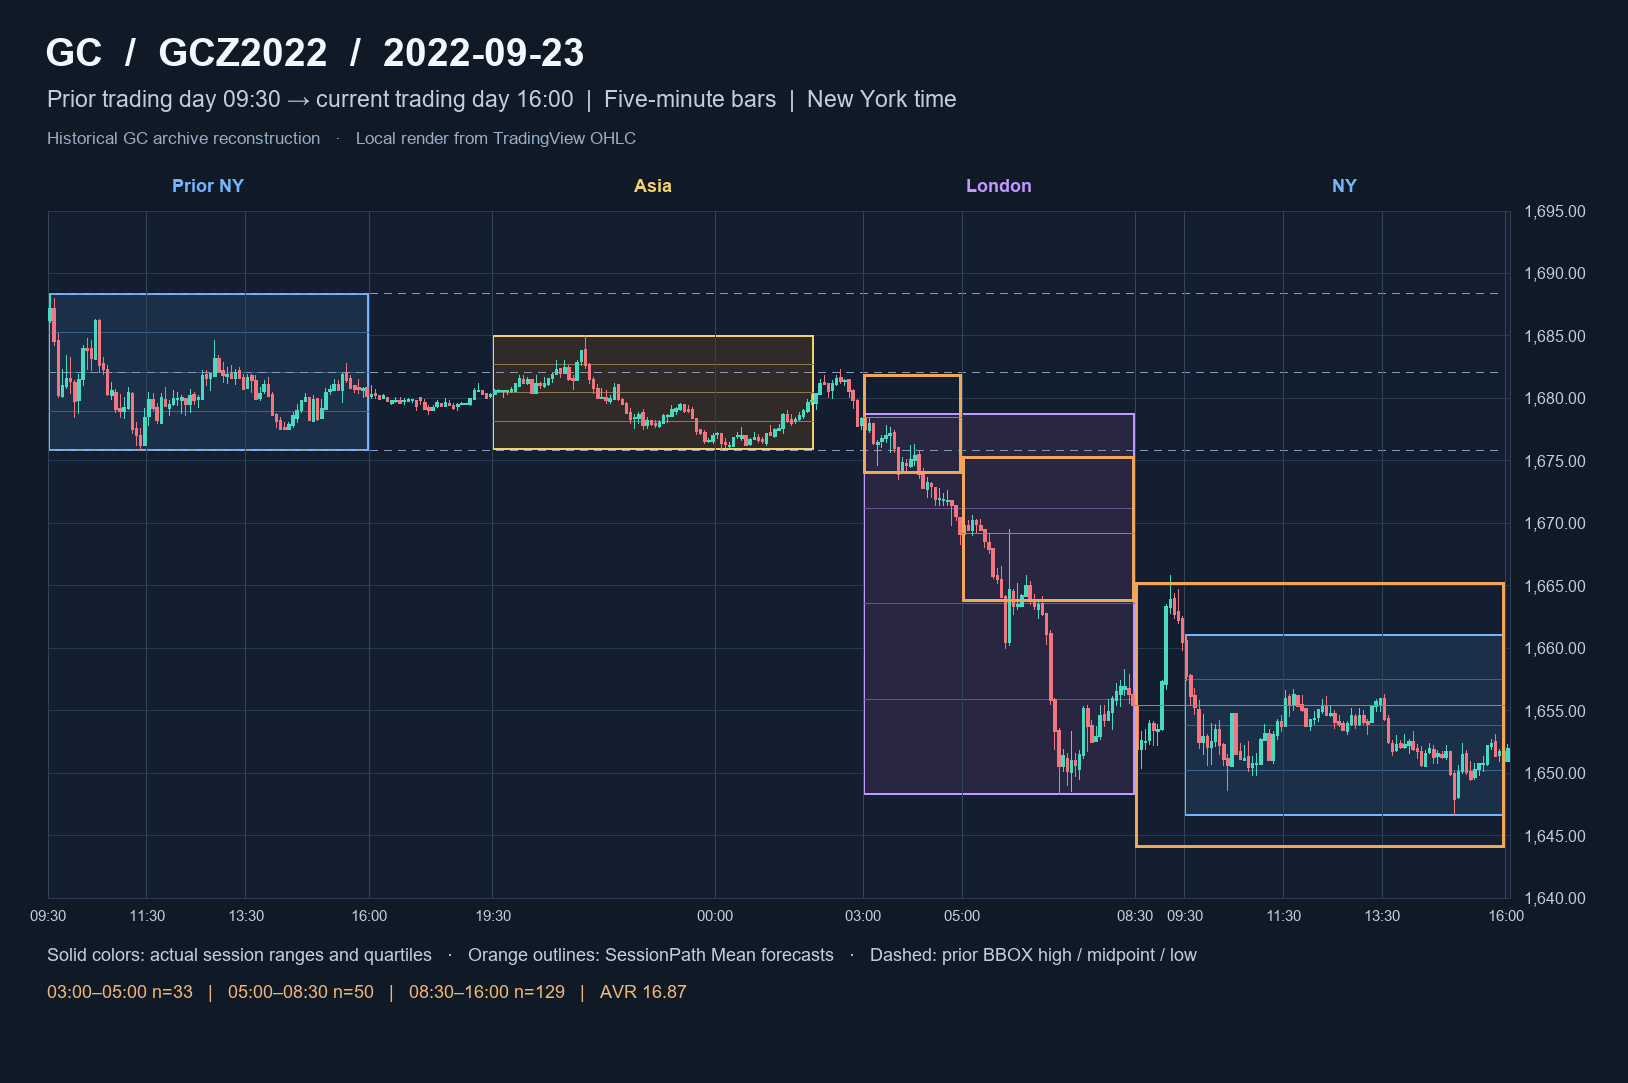 GC / GCZ2022 / 2022-09-23
Prior trading day 09:30 → current trading day 16:00 | Five-minute bars | New York time
Historical GC archive reconstruction · Local render from TradingView OHLC
Prior NY Asia London NY
1,695.00
1,690.00
1,685.00
1,680.00
1,675.00
1,670.00
1,665.00
1,660.00
1,655.00
1,650.00
1,645.00
1,640.00
09:30 11:30 13:30 16:00 19:30 00:00 03:00 05:00 08:30 09:30 11:30 13:30 16:00
Solid colors: actual session ranges and quartiles · Orange outlines: SessionPath Mean forecasts · Dashed: prior BBOX high / midpoint / low
03:00–05:00 n=33 | 05:00–08:30 n=50 | 08:30–16:00 n=129 | AVR 16.87